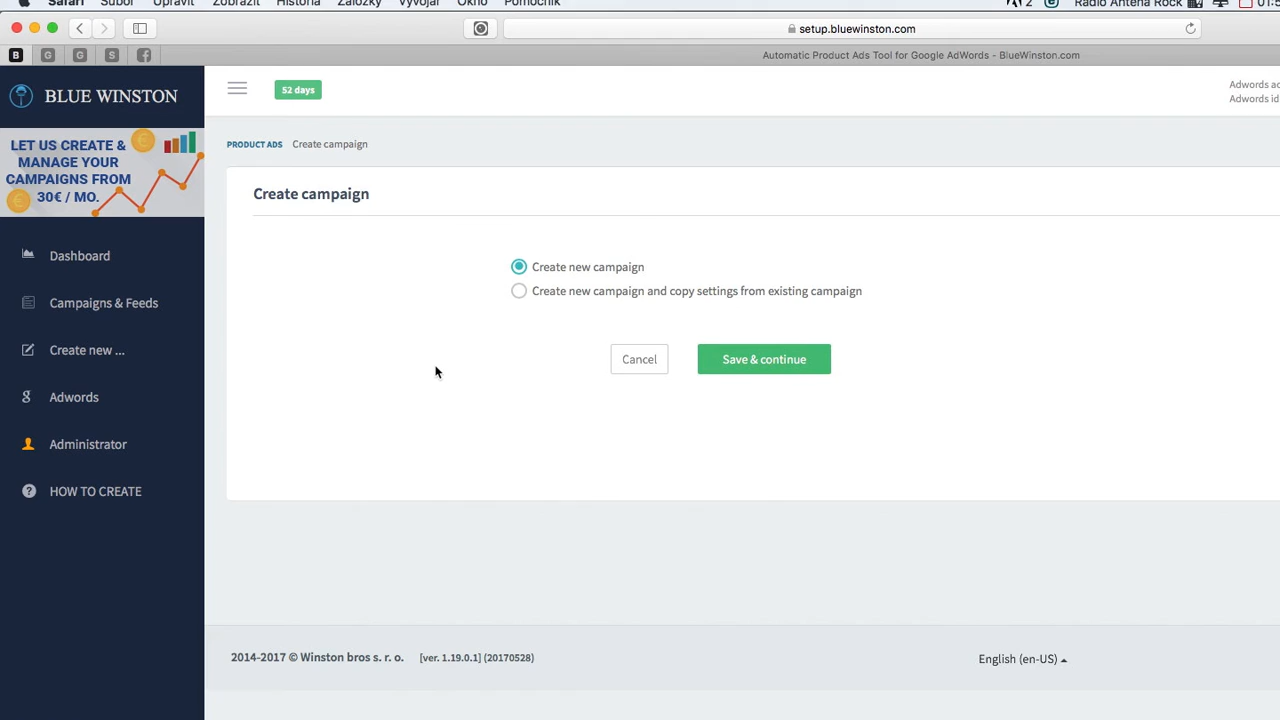 Safari Súbor Upraviť Zobraziť História Záložky Vývojár Okno Pomocník
2 Radio Antena Rock
setup.bluewinston.com
B G G S f
Automatic Product Ads Tool for Google AdWords - BlueWinston.com
BLUE WINSTON
52 days
Adwords
Adwords id
LET US CREATE &
MANAGE YOUR
CAMPAIGNS FROM
30€ / MO.
PRODUCT ADS Create campaign
Create campaign
Create new campaign
Create new campaign and copy settings from existing campaign
Cancel
Save & continue
Dashboard
Campaigns & Feeds
Create new ...
Adwords
Administrator
HOW TO CREATE
2014-2017 © Winston bros s. r. o. [ver. 1.19.0.1] (20170528)
English (en-US)